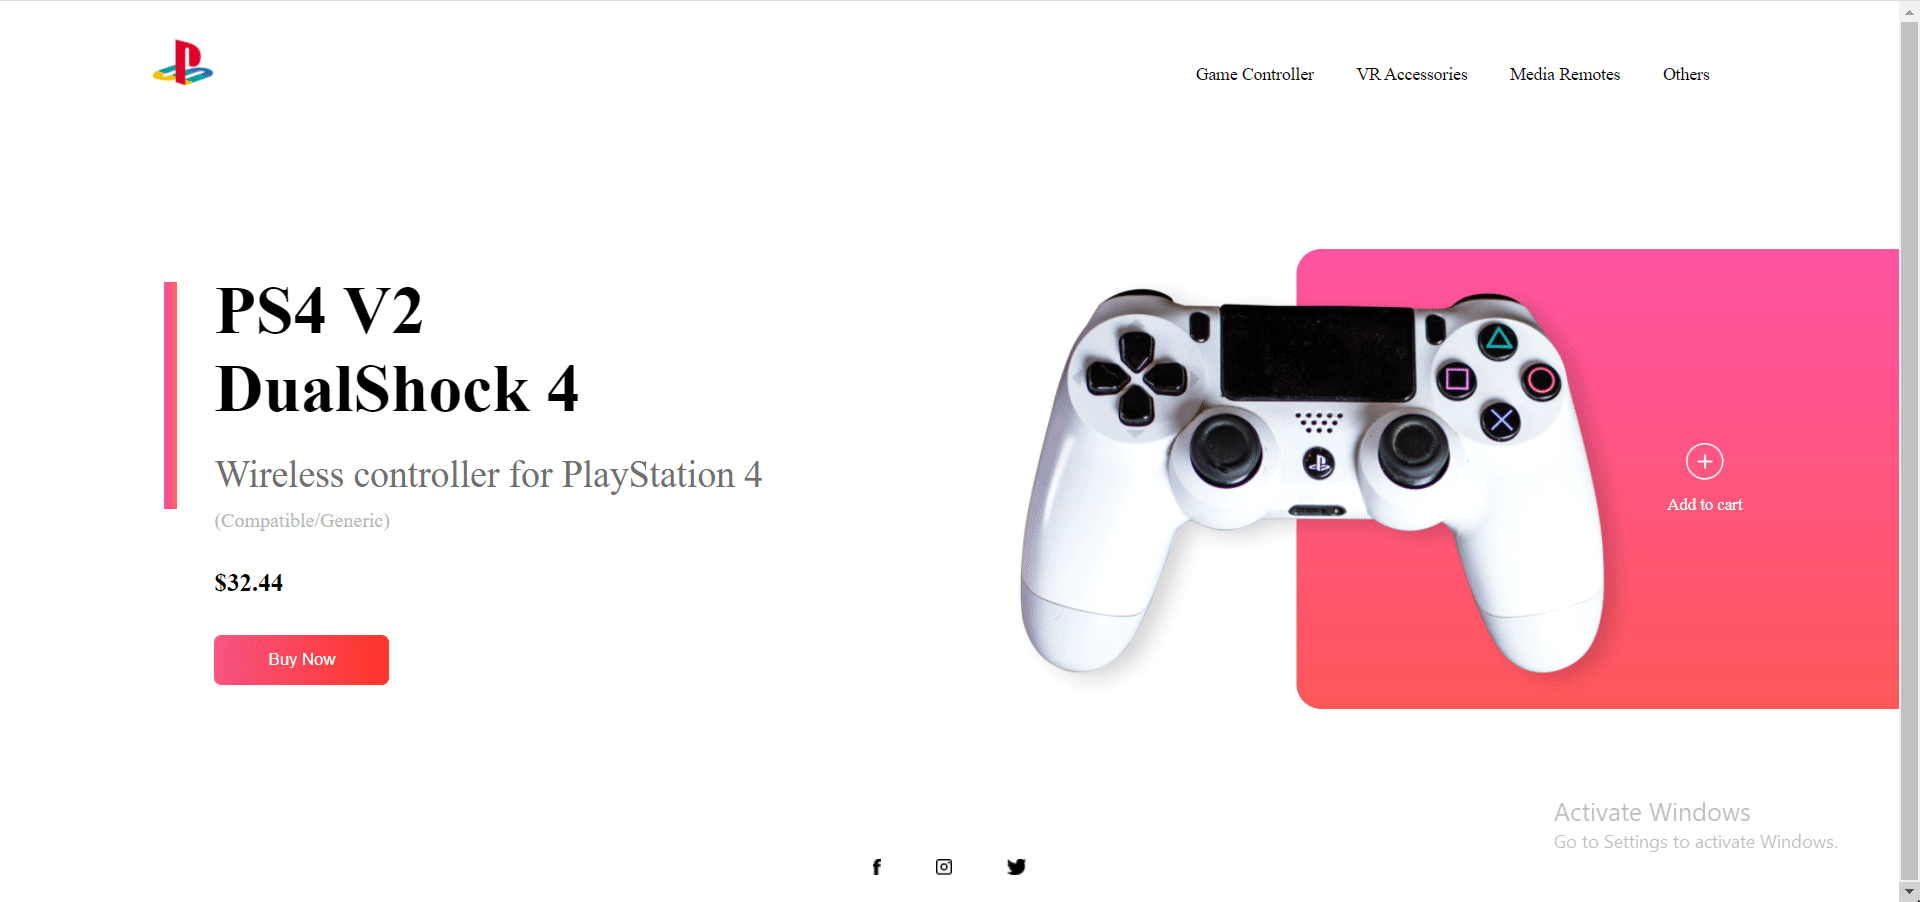 Game Controller VR Accessories Media Remotes Others
PS4 V2
DualShock 4
Wireless controller for PlayStation 4
(Compatible/Generic)
$32.44
Buy Now
Add to cart
Activate Windows
Go to Settings to activate Windows.